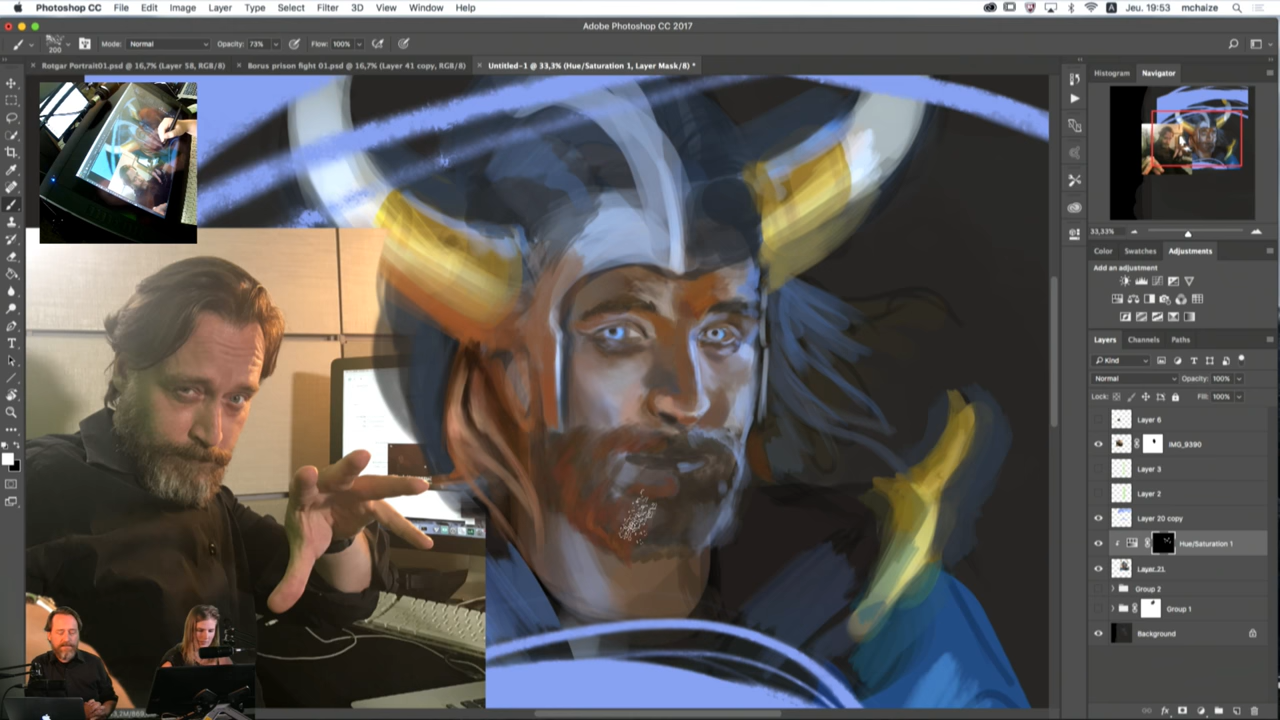 Photoshop CC File Edit Image Layer Type Select Filter 3D View Window Help Jeu. 19:53 mchaize
Adobe Photoshop CC 2017
200 Mode: Normal Opacity: 73% Flow: 100%
Rotgar Portrait01.psd @ 16,7% (Layer 58, RGB/8) Borus prison fight 01.psd @ 16,7% (Layer 41 copy, RGB/8) Untitled-1 @ 33,3% (Hue/Saturation 1, Layer Mask/8) *
Histogram Navigator
33,33%
Color Swatches Adjustments
Add an adjustment
Layers Channels Paths
Kind
Normal Opacity: 100%
Lock: Fill: 100%
Layer 6
IMG_9390
Layer 3
Layer 2
Layer 20 copy
Hue/Saturation 1
Layer 21
Group 2
Group 1
Background